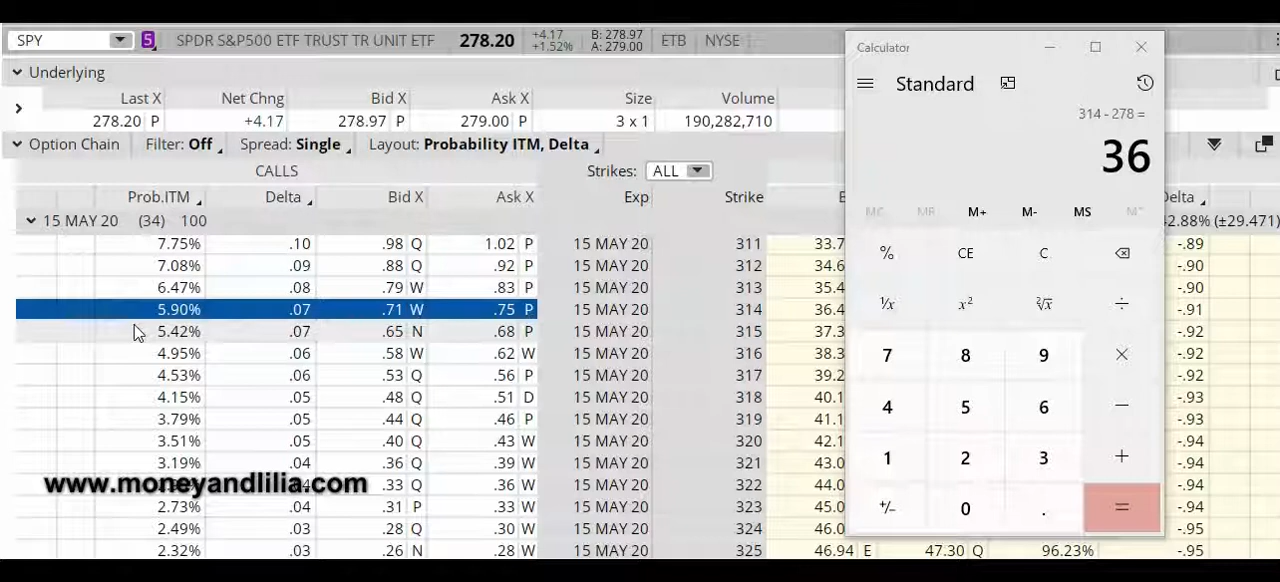 SPY 5 SPDR S&P500 ETF TRUST TR UNIT ETF 278.20 +4.17 +1.52% B: 278.97 A: 279.00 ETB NYSE
Underlying
Last X Net Chng Bid X Ask X Size Volume
278.20 P +4.17 278.97 P 279.00 P 3 x 1 190,282,710
Option Chain Filter: Off Spread: Single Layout: Probability ITM, Delta
CALLS Strikes: ALL
Prob.ITM Delta Bid X Ask X Exp Strike Delta
15 MAY 20 (34) 100 42.88% (±29.471)
7.75% .10 .98 Q 1.02 P 15 MAY 20 311 33.7 -.89
7.08% .09 .88 Q .92 P 15 MAY 20 312 34.6 -.90
6.47% .08 .79 W .83 P 15 MAY 20 313 35.4 -.90
5.90% .07 .71 W .75 P 15 MAY 20 314 36.4 -.91
5.42% .07 .65 N .68 P 15 MAY 20 315 37.3 -.92
4.95% .06 .58 W .62 W 15 MAY 20 316 38.3 -.92
4.53% .06 .53 Q .56 P 15 MAY 20 317 39.2 -.92
4.15% .05 .48 Q .51 D 15 MAY 20 318 40.1 -.93
3.79% .05 .44 Q .46 P 15 MAY 20 319 41.1 -.93
3.51% .05 .40 Q .43 W 15 MAY 20 320 42.1 -.94
3.19% .04 .36 Q .39 W 15 MAY 20 321 43.0 -.94
.33 Q .36 W 15 MAY 20 322 44.0 -.94
2.73% .04 .31 P .33 W 15 MAY 20 323 45.0 -.94
2.49% .03 .28 Q .30 W 15 MAY 20 324 46.0 -.95
2.32% .03 .26 N .28 W 15 MAY 20 325 46.94 E 47.30 Q 96.23% -.95
www.moneyandlilia.com
Calculator
Standard
314 - 278 =
36
MC MR M+ M- MS
% CE C
¹/x x² ²√x ÷
7 8 9 ×
4 5 6 −
1 2 3 +
+/- 0 . =